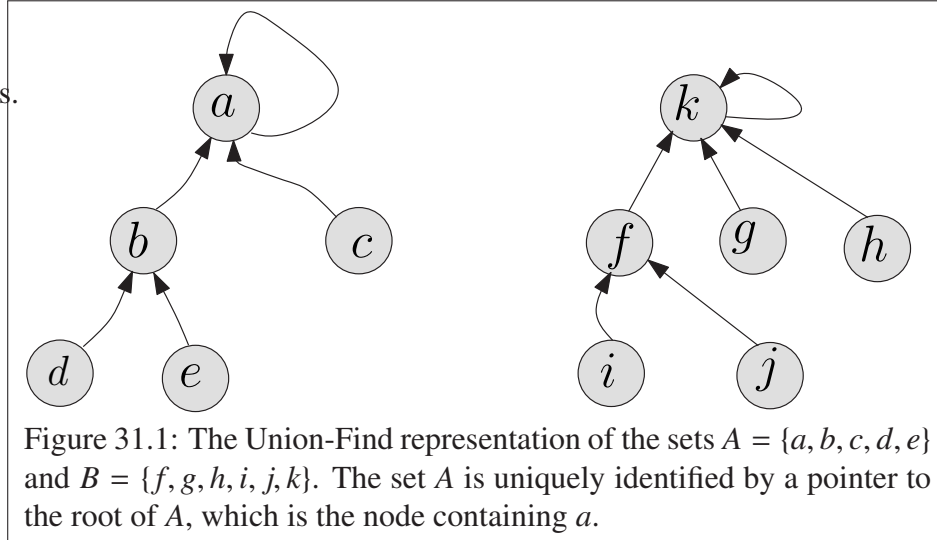 s.
a
k
b
c
f
g
h
d
e
i
j
Figure 31.1: The Union-Find representation of the sets A = {a, b, c, d, e}
and B = {f, g, h, i, j, k}. The set A is uniquely identified by a pointer to
the root of A, which is the node containing a.